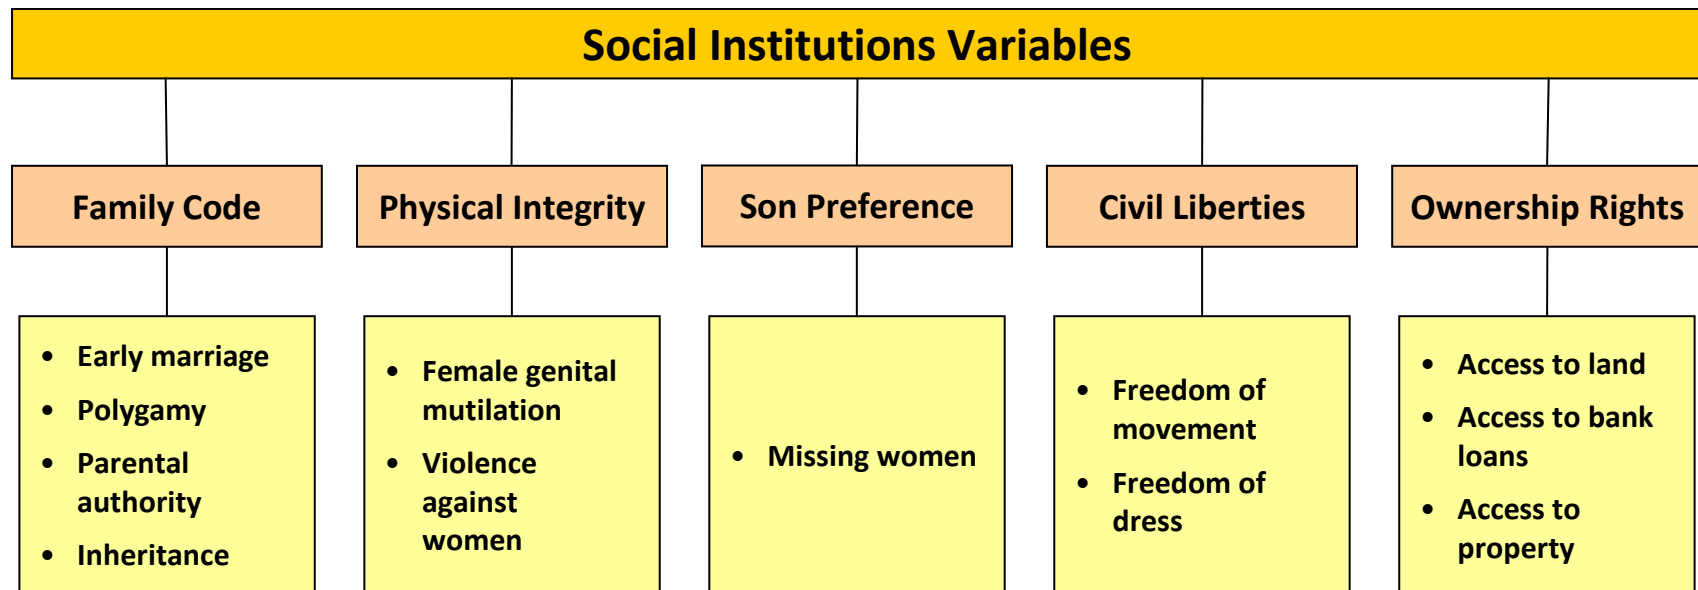 Social Institutions Variables
Family Code
Physical Integrity
Son Preference
Civil Liberties
Ownership Rights
• Early marriage
• Polygamy
• Parental
authority
• Inheritance
• Female genital
mutilation
• Violence
against
women
• Missing women
• Freedom of
movement
• Freedom of
dress
• Access to land
• Access to bank
loans
• Access to
property